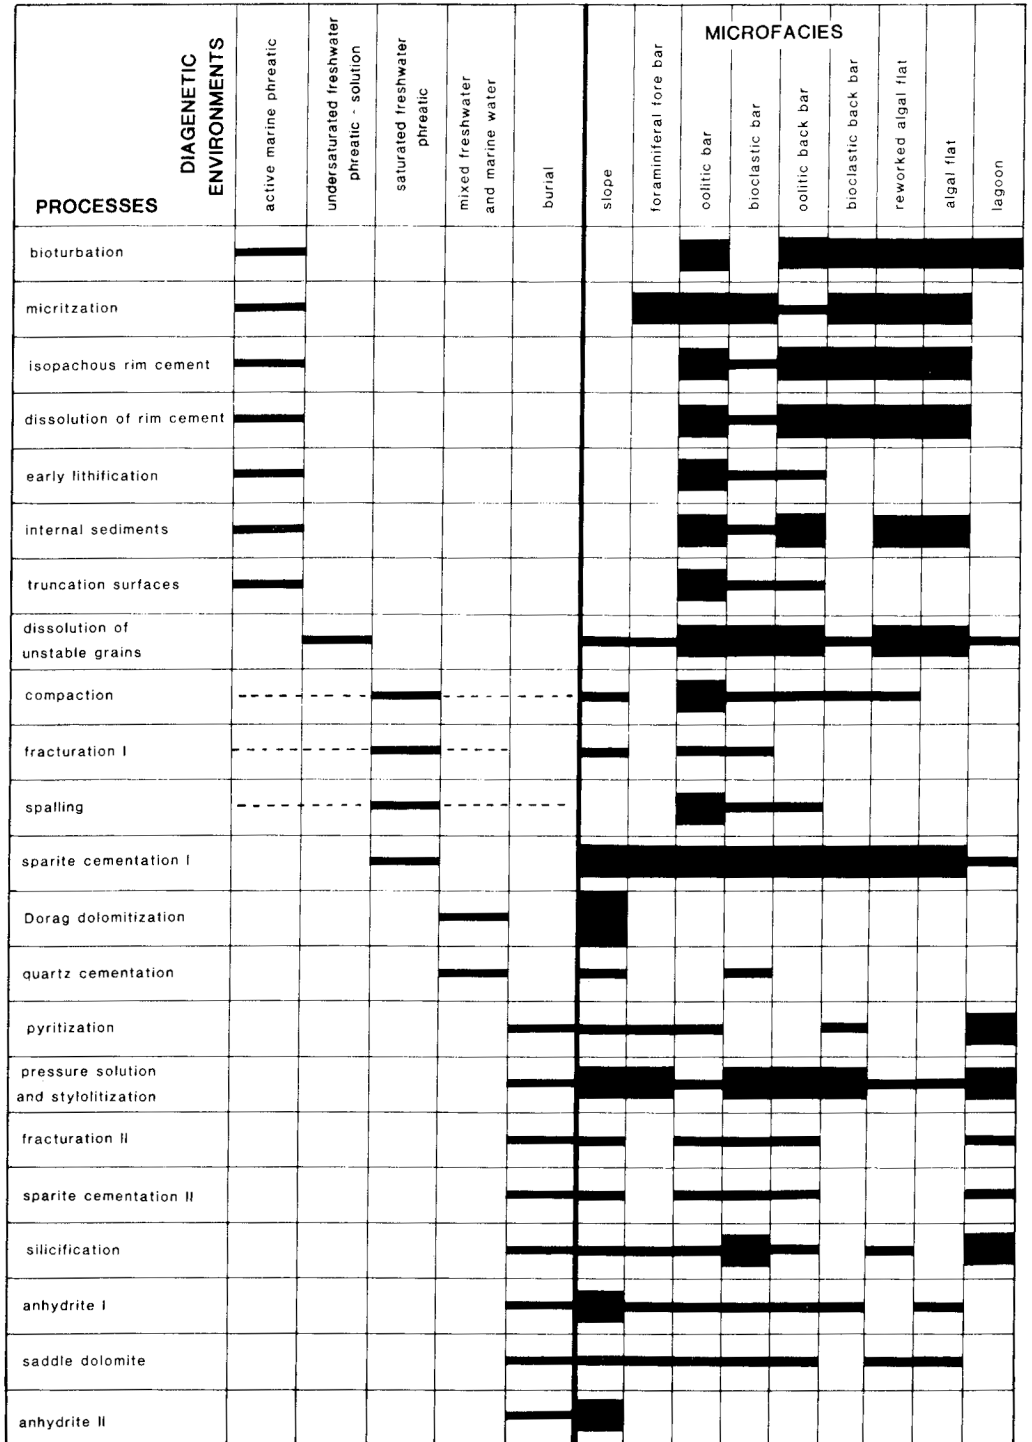 DIAGENETIC
ENVIRONMENTS
PROCESSES
active marine phreatic
undersaturated freshwater
phreatic - solution
saturated freshwater
phreatic
mixed freshwater
and marine water
burial
MICROFACIES
slope
foraminiferal fore bar
oolitic bar
bioclastic bar
oolitic back bar
bioclastic back bar
reworked algal flat
algal flat
lagoon
bioturbation
micritzation
isopachous rim cement
dissolution of rim cement
early lithification
internal sediments
truncation surfaces
dissolution of
unstable grains
compaction
fracturation I
spalling
sparite cementation I
Dorag dolomitization
quartz cementation
pyritization
pressure solution
and stylolitization
fracturation II
sparite cementation II
silicification
anhydrite I
saddle dolomite
anhydrite II